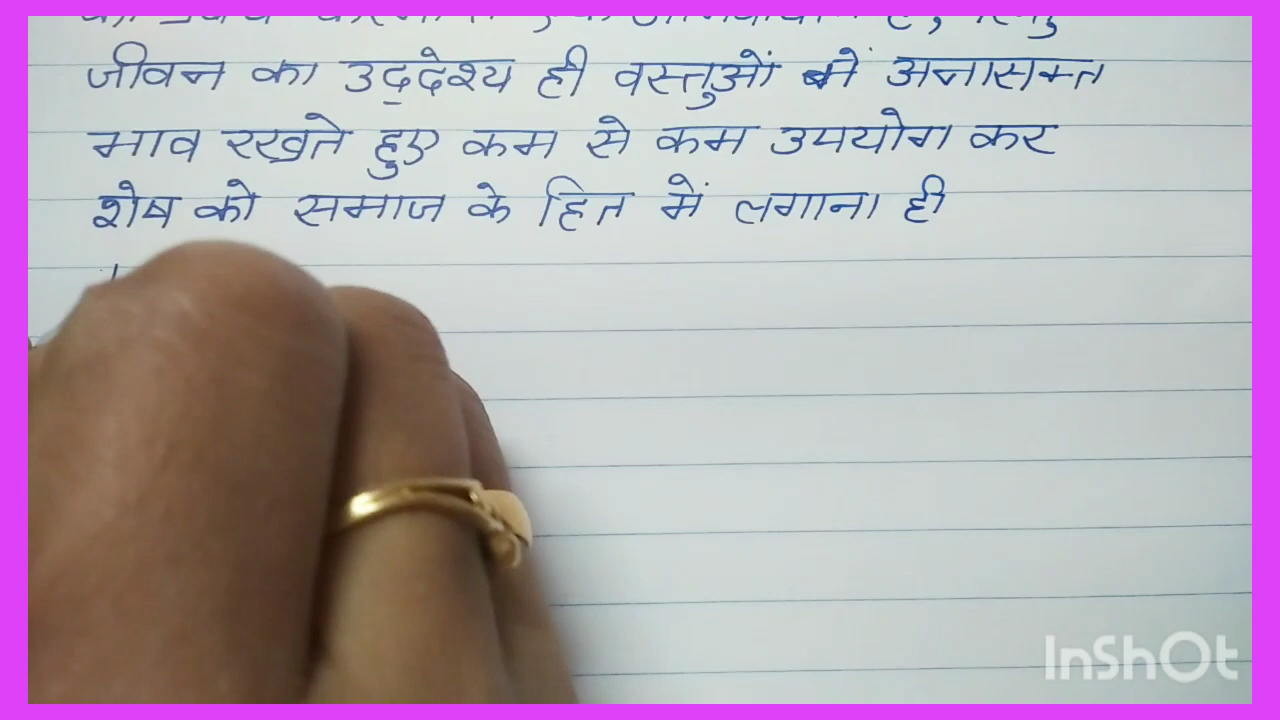 जीवन का उद्देश्य ही वस्तुओं में अनासक्त
भाव रखते हुए कम से कम उपयोग कर
शेष को समाज के हित में लगाना ही
InShOt